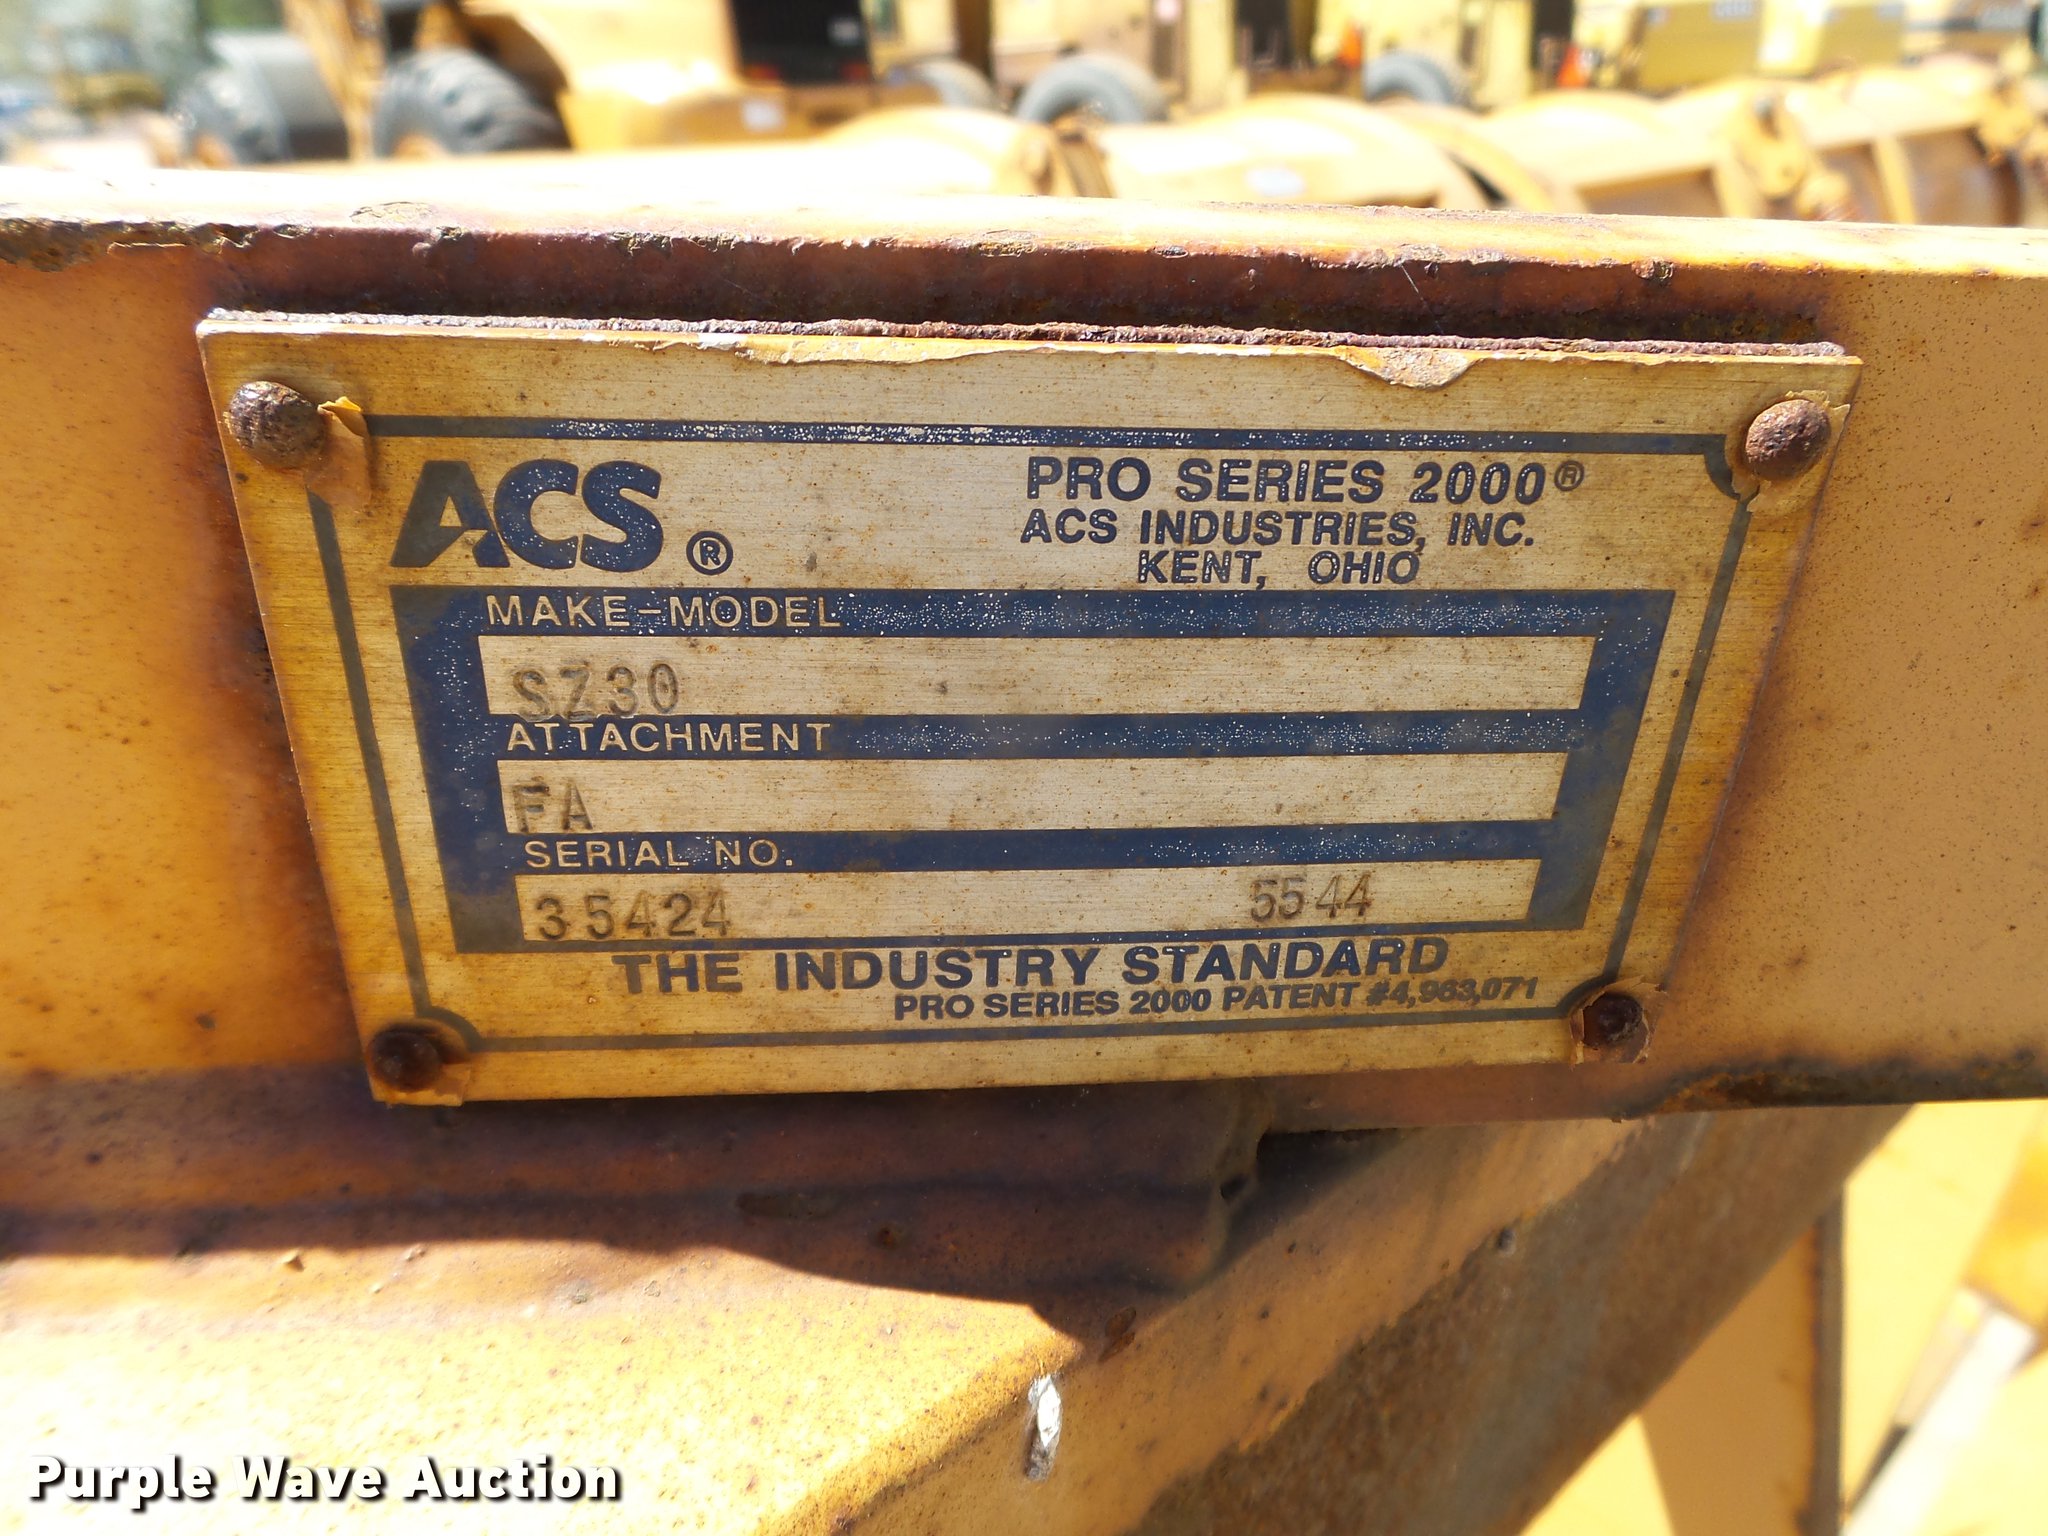 ACS®
PRO SERIES 2000®
ACS INDUSTRIES, INC.
KENT, OHIO
MAKE-MODEL
SZ30
ATTACHMENT
FA
SERIAL NO.
35424 5544
THE INDUSTRY STANDARD
PRO SERIES 2000 PATENT #4,963,071
Purple Wave Auction